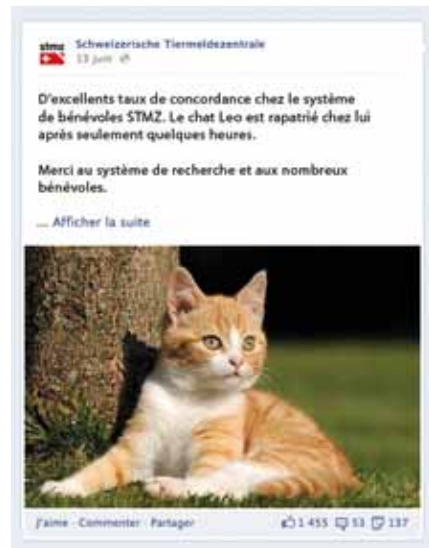 stmz
Schweizerische Tiermeldezentrale
13 juin
D'excellents taux de concordance chez le système
de bénévoles STMZ. Le chat Leo est rapatrié chez lui
après seulement quelques heures.
Merci au système de recherche et aux nombreux
bénévoles.
... Afficher la suite
J'aime Commenter Partager 1 455 53 137